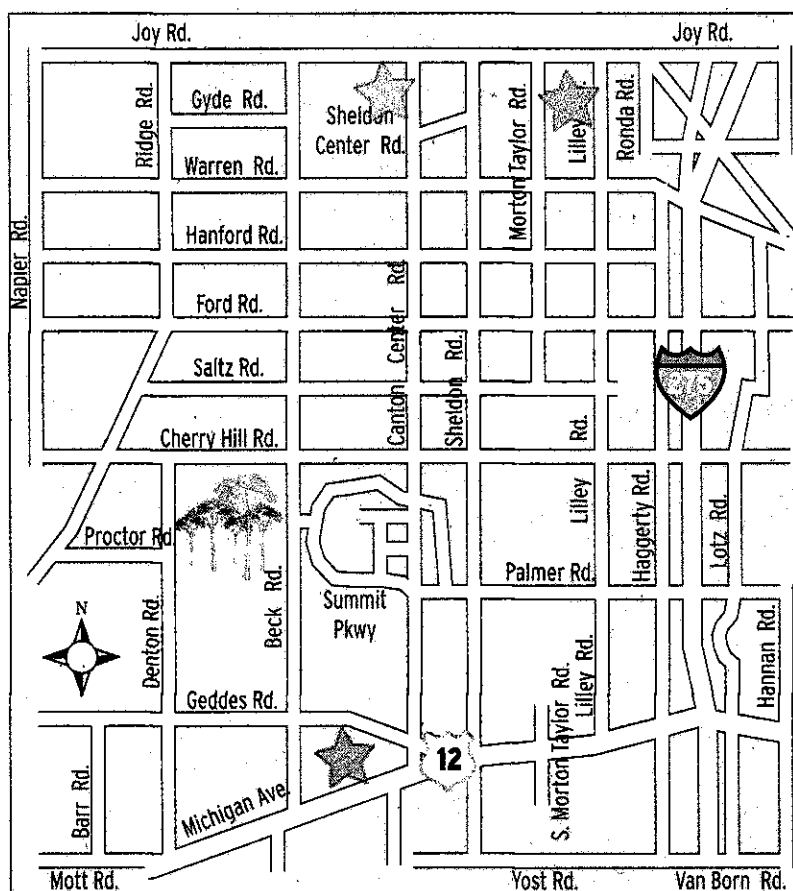 Joy Rd.
Joy Rd.
Ridge Rd.
Gyde Rd.
Sheldon
Center Rd.
Warren Rd.
Morton Taylor Rd.
Lilley
Ronda Rd.
Napier Rd.
Hanford Rd.
Ford Rd.
Canton Center Rd.
Saltz Rd.
Sheldon Rd.
275
Cherry Hill Rd.
Lilley Rd.
Haggerty Rd.
Lotz Rd.
Proctor Rd.
Palmer Rd.
Beck Rd.
Summit
Pkwy
N
Denton Rd.
Hannan Rd.
Geddes Rd.
Lilley Rd.
S. Morton Taylor Rd.
12
Barr Rd.
Michigan Ave.
Mott Rd.
Yost Rd.
Van Born Rd.